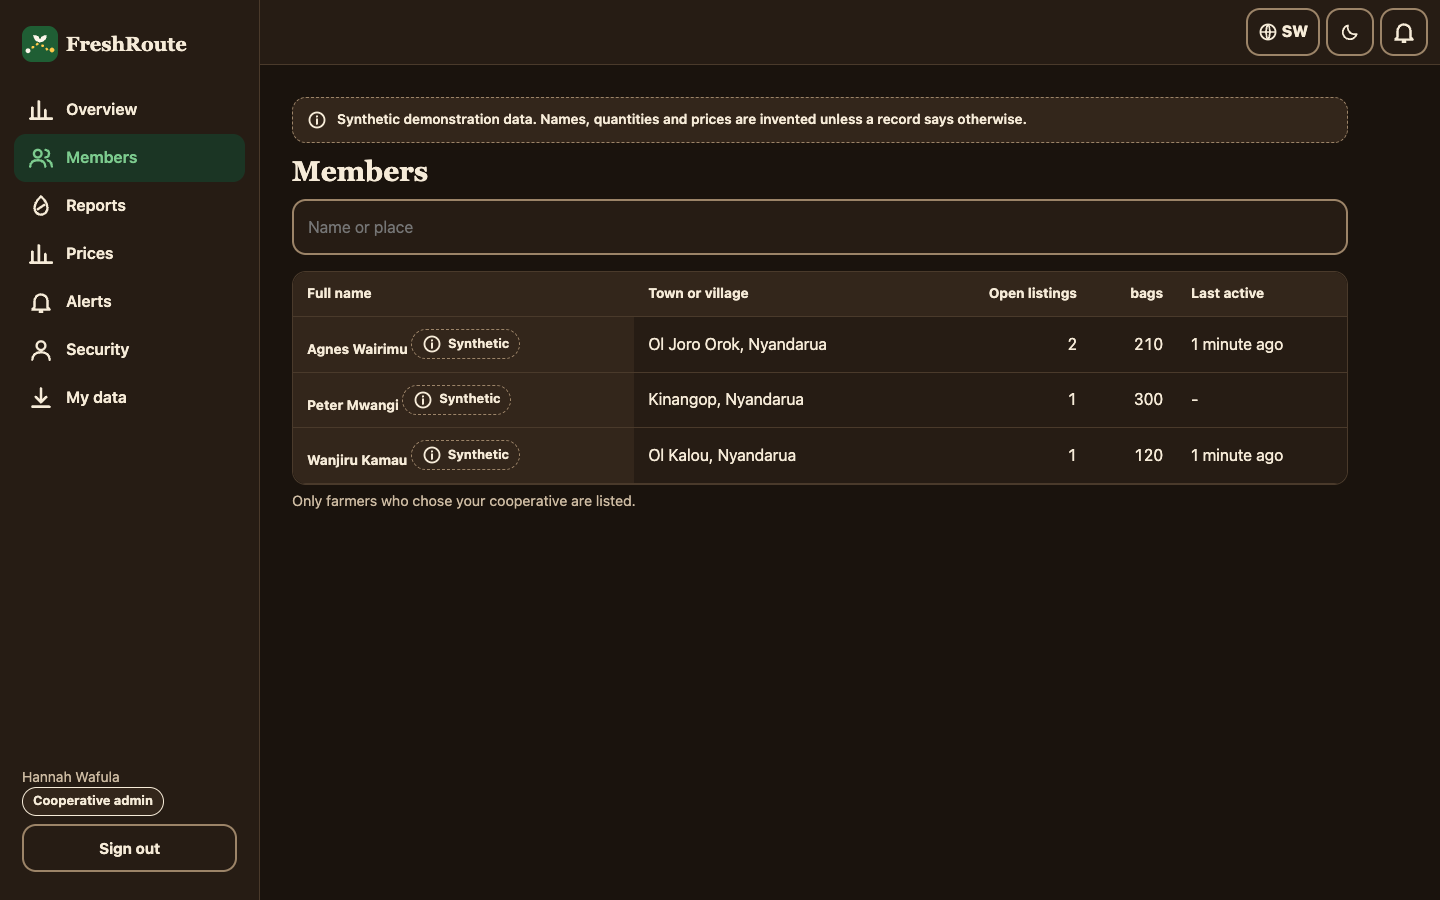 FreshRoute
SW
Overview
Members
Reports
Prices
Alerts
Security
My data
Hannah Wafula
Cooperative admin
Sign out
Synthetic demonstration data. Names, quantities and prices are invented unless a record says otherwise.
Members
Name or place
Full name Town or village Open listings bags Last active
Agnes Wairimu Synthetic Ol Joro Orok, Nyandarua 2 210 1 minute ago
Peter Mwangi Synthetic Kinangop, Nyandarua 1 300 -
Wanjiru Kamau Synthetic Ol Kalou, Nyandarua 1 120 1 minute ago
Only farmers who chose your cooperative are listed.